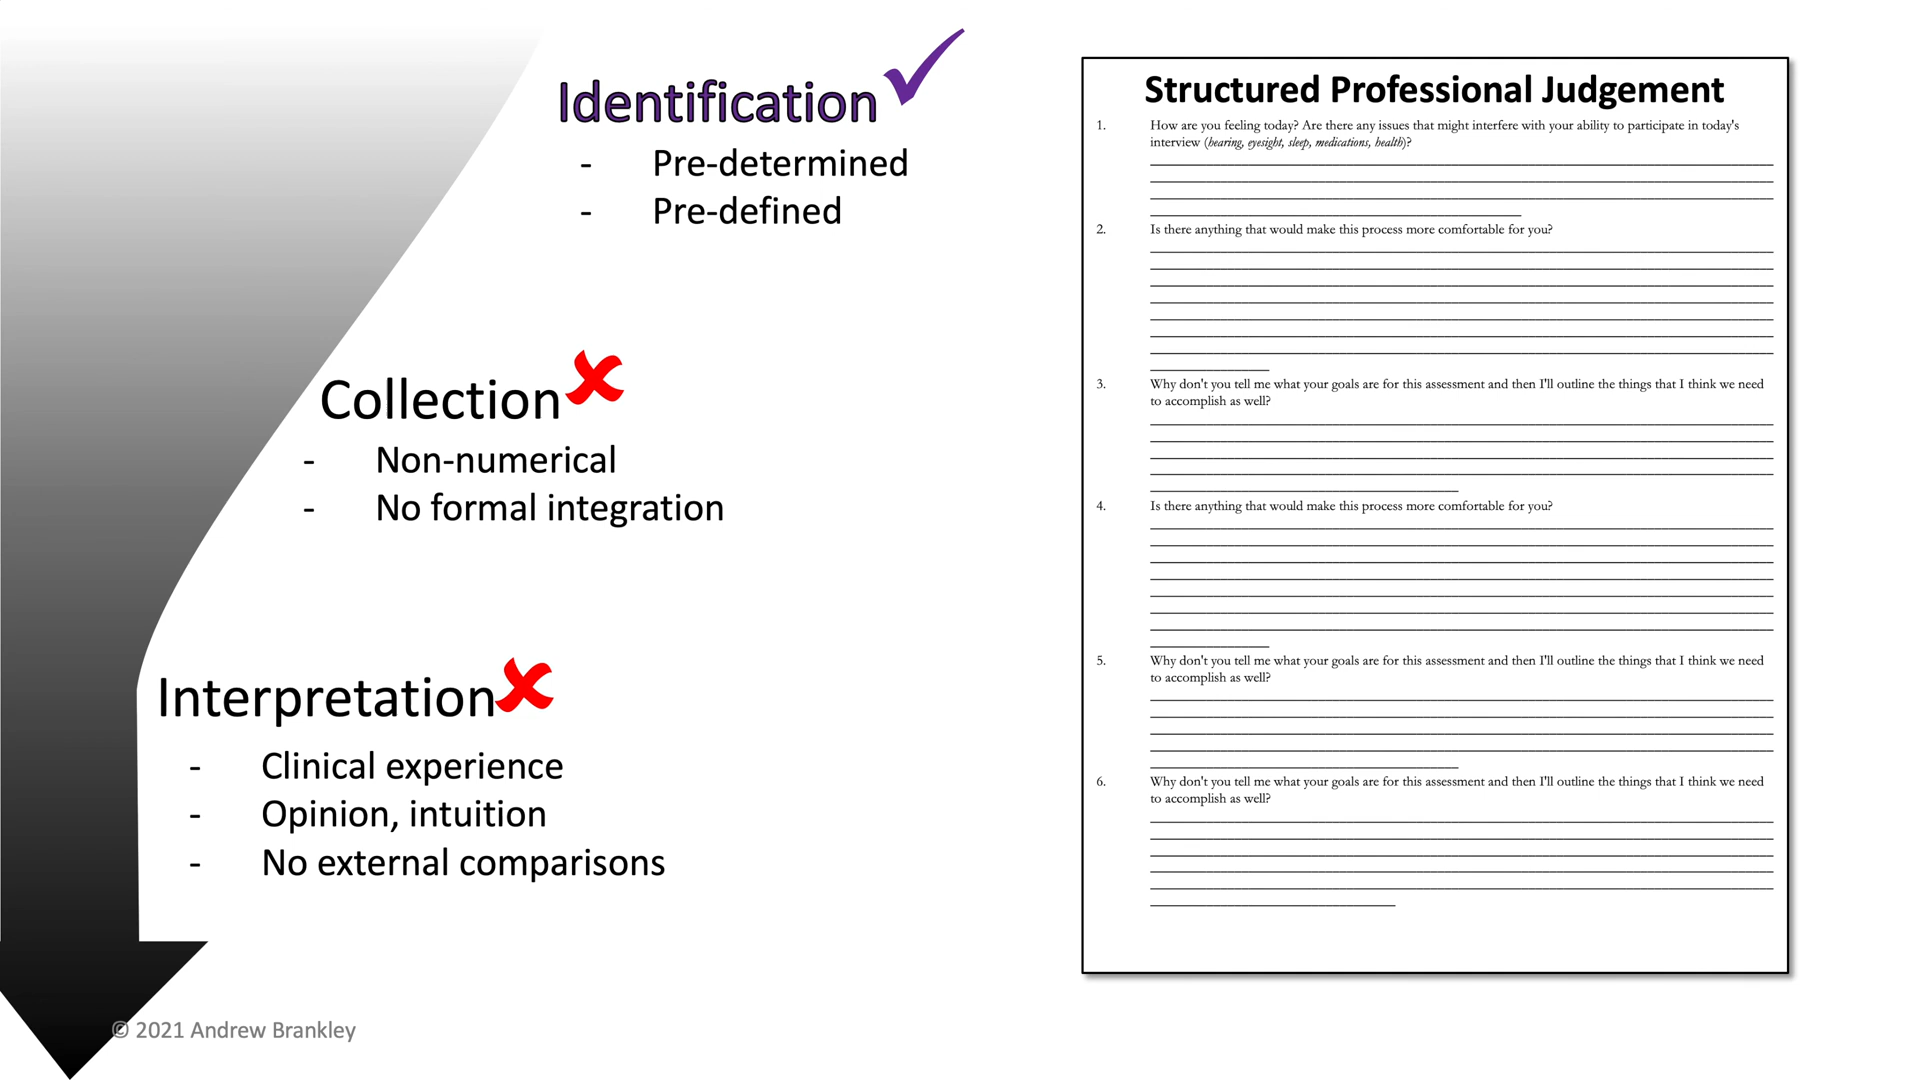 Identification
- Pre-determined
- Pre-defined
Collection
- Non-numerical
- No formal integration
Interpretation
- Clinical experience
- Opinion, intuition
- No external comparisons
© 2021 Andrew Brankley
Structured Professional Judgement
1. How are you feeling today? Are there any issues that might interfere with your ability to participate in today's
interview (hearing, eyesight, sleep, medications, health)?
2. Is there anything that would make this process more comfortable for you?
3. Why don't you tell me what your goals are for this assessment and then I'll outline the things that I think we need
to accomplish as well?
4. Is there anything that would make this process more comfortable for you?
5. Why don't you tell me what your goals are for this assessment and then I'll outline the things that I think we need
to accomplish as well?
6. Why don't you tell me what your goals are for this assessment and then I'll outline the things that I think we need
to accomplish as well?